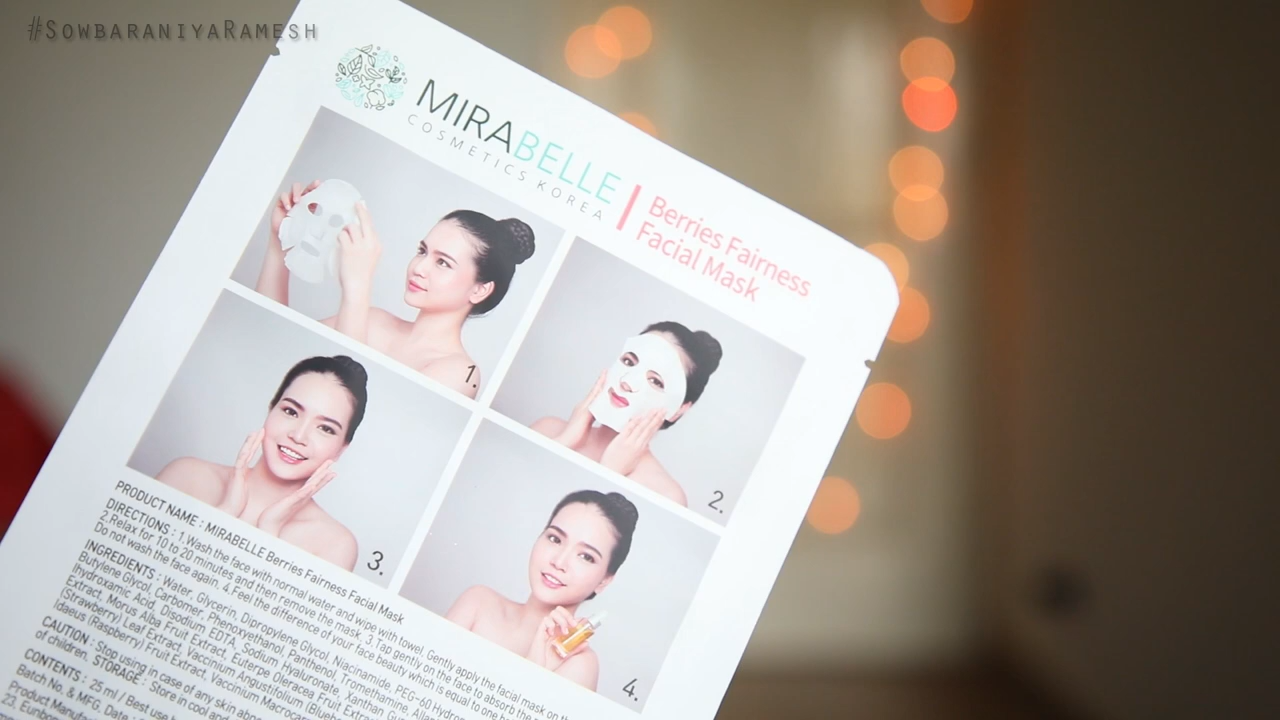 #SOWBARANIYARAMESH
MIRABELLE
COSMETICS KOREA
Berries Fairness
Facial Mask
1.
2.
3.
4.
PRODUCT NAME : MIRABELLE Berries Fairness Facial Mask
DIRECTIONS : 1.Wash the face with normal water and wipe with towel. Gently apply the facial mask on
2.Relax for 10 to 20 minutes and then remove the mask. 3.Tap gently on the face to absorb the
Do not wash the face again. 4.Feel the difference of your face beauty which is equal to one
INGREDIENTS : Water, Glycerin, Dipropylene Glycol, Niacinamide, PEG-60
Butylene Glycol, Carbomer, Phenoxyethanol, Panthenol, Tromethamine,
lhydroxamic Acid, Disodium EDTA, Sodium Hyaluronate, Xanthan
Extract, Morus Alba Fruit Extract, Euterpe Oleracea Fruit
(Strawberry) Leaf Extract, Vaccinium Angustifolium
Idaeus (Raspberry) Fruit Extract, Vaccinium
CAUTION : Stop using in case of any skin
of children, STORAGE : Store in cool and
CONTENTS : 25 ml / Best use
Batch No. & MFG. Date :
Product
23,